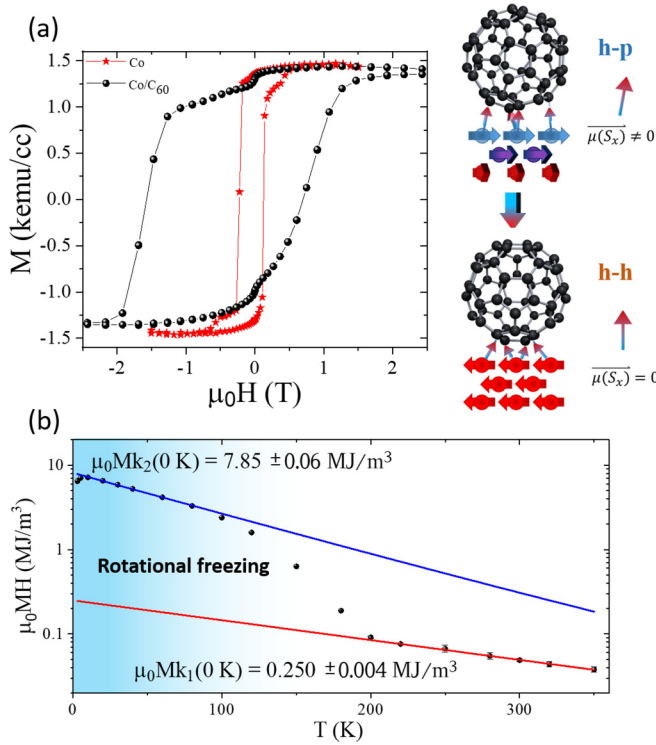 (a)
Co
Co/C60
1.5
1.0
0.5
0.0
-0.5
-1.0
-1.5
M (kemu/cc)
-2
-1
0
1
2
μ0H (T)
h-p
μ(Sx) ≠ 0
h-h
μ(Sx) = 0
(b)
μ0Mk2(0 K) = 7.85 ±0.06 MJ/m³
Rotational freezing
μ0Mk1(0 K) = 0.250 ±0.004 MJ/m³
10
1
0.1
μ0MH (MJ/m³)
0
100
200
300
T (K)